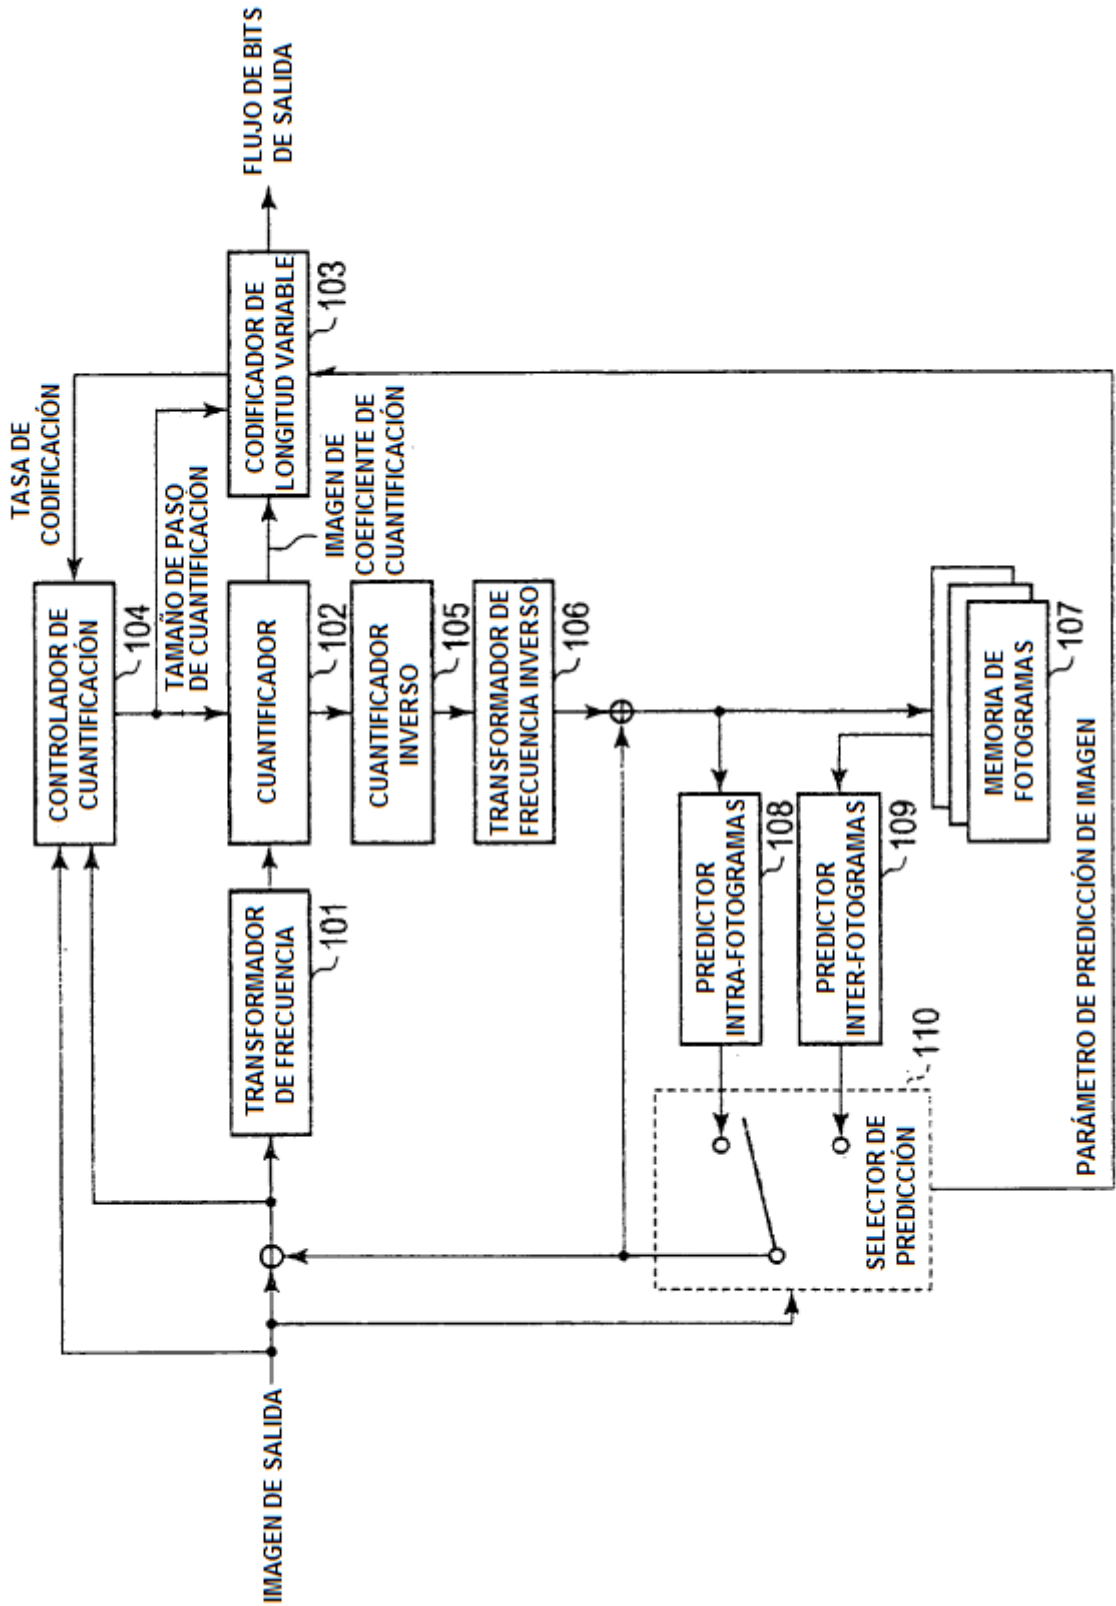 TASA DE
CODIFICACIÓN
CONTROLADOR DE
CUANTIFICACIÓN
104
TAMAÑO DE PASO
DE CUANTIFICACIÓN
IMAGEN DE SALIDA
TRANSFORMADOR
DE FRECUENCIA
101
CUANTIFICADOR
102
CODIFICADOR DE
LONGITUD VARIABLE
103
FLUJO DE BITS
DE SALIDA
IMAGEN DE
COEFICIENTE DE
CUANTIFICACIÓN
CUANTIFICADOR
INVERSO
105
TRANSFORMADOR DE
FRECUENCIA INVERSO
106
PREDICTOR
INTRA-FOTOGRAMAS
108
PREDICTOR
INTER-FOTOGRAMAS
109
SELECTOR DE
PREDICCIÓN
110
MEMORIA DE
FOTOGRAMAS
107
PARÁMETRO DE PREDICCIÓN DE IMAGEN